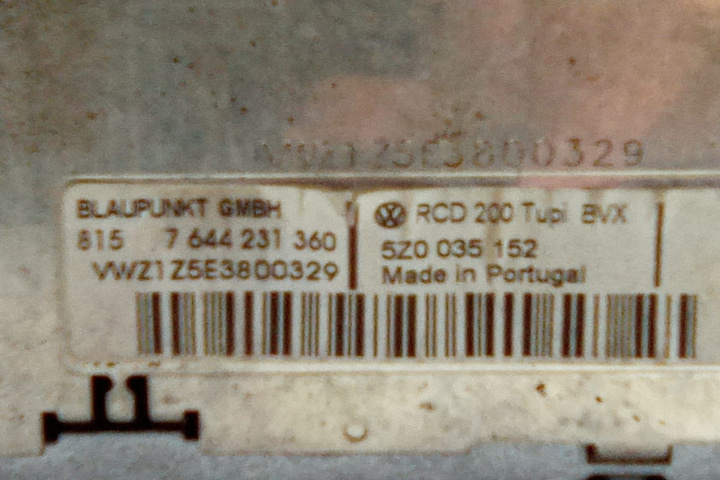 VWZ1Z5E3800329
BLAUPUNKT GMBH
815 7 644 231 360
VWZ1Z5E3800329
RCD 200 Tupi BVX
5Z0 035 152
Made in Portugal